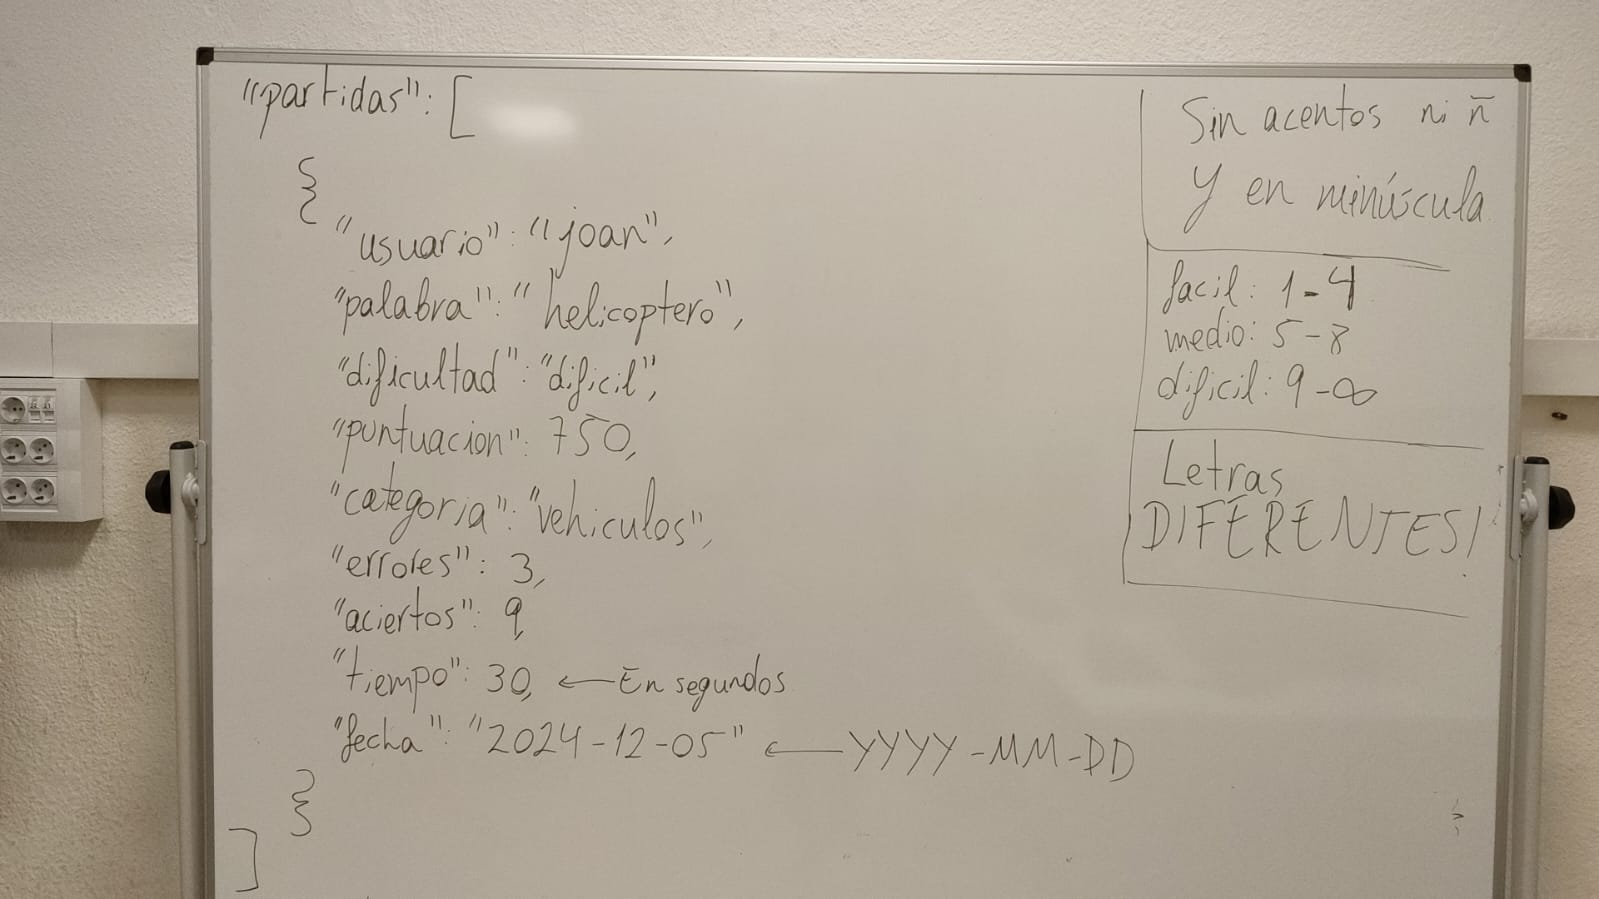 "partidas": [
{
"usuario": "joan",
"palabra": "helicoptero",
"dificultad": "dificil",
"puntuacion": 750,
"categoria": "vehiculos",
"errores": 3,
"aciertos": 9,
"tiempo": 30, ← En segundos
"fecha": "2024-12-05" ← YYYY-MM-DD
}
]
Sin acentos ni ñ
Y en minúscula
facil: 1-4
medio: 5-8
dificil: 9-∞
Letras
DIFERENTES!